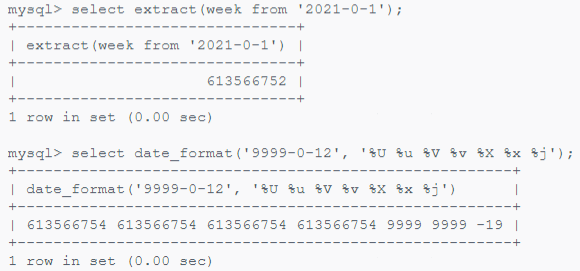 mysql> select extract(week from '2021-0-1');
+------------------------------+
| extract(week from '2021-0-1') |
+------------------------------+
|                     613566752 |
+------------------------------+
1 row in set (0.00 sec)
mysql> select date_format('9999-0-12', '%U %u %V %v %X %x %j');
+-----------------------------------------------------+
| date_format('9999-0-12', '%U %u %V %v %X %x %j')      |
+-----------------------------------------------------+
| 613566754 613566754 613566754 613566754 9999 9999 -19 |
+-----------------------------------------------------+
1 row in set (0.00 sec)